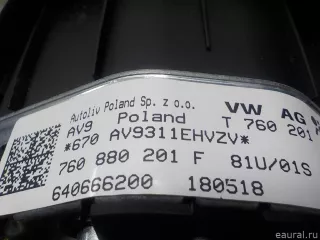 Autoliv Poland Sp. z o.o.
AV9 Poland
VW AG
T 760 201
*670 AV9311EHVZV*
760 880 201 F 81U/01S
640666200 180518
eaural.ru